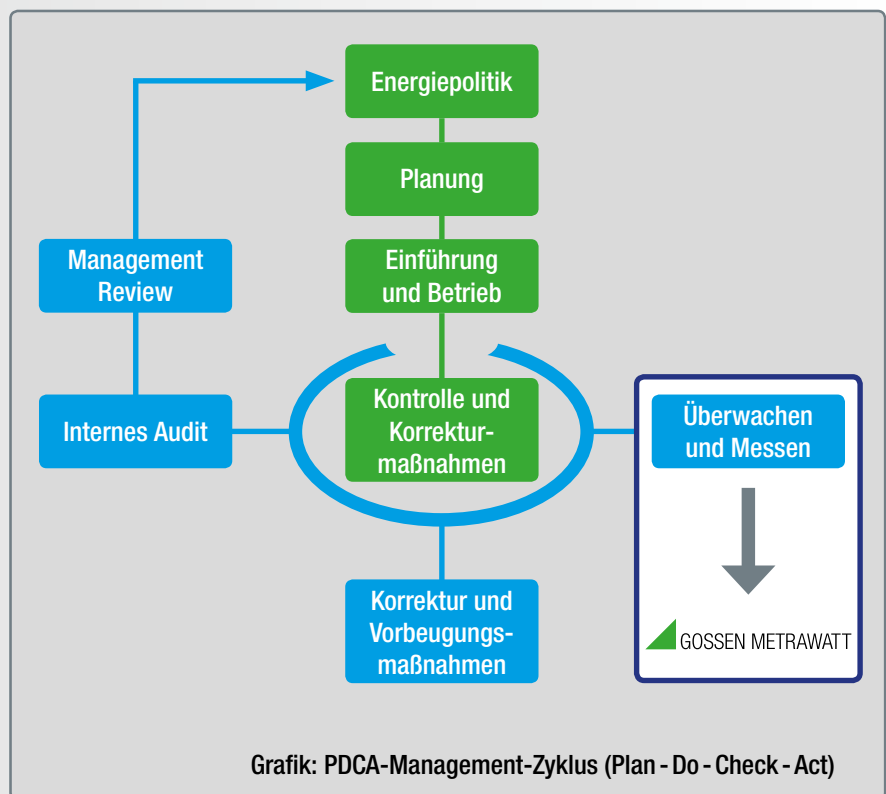 Energiepolitik
Planung
Einführung
und Betrieb
Management
Review
Internes Audit
Kontrolle und
Korrektur-
maßnahmen
Überwachen
und Messen
GOSSEN METRAWATT
Korrektur und
Vorbeugungs-
maßnahmen
Grafik: PDCA-Management-Zyklus (Plan - Do - Check - Act)